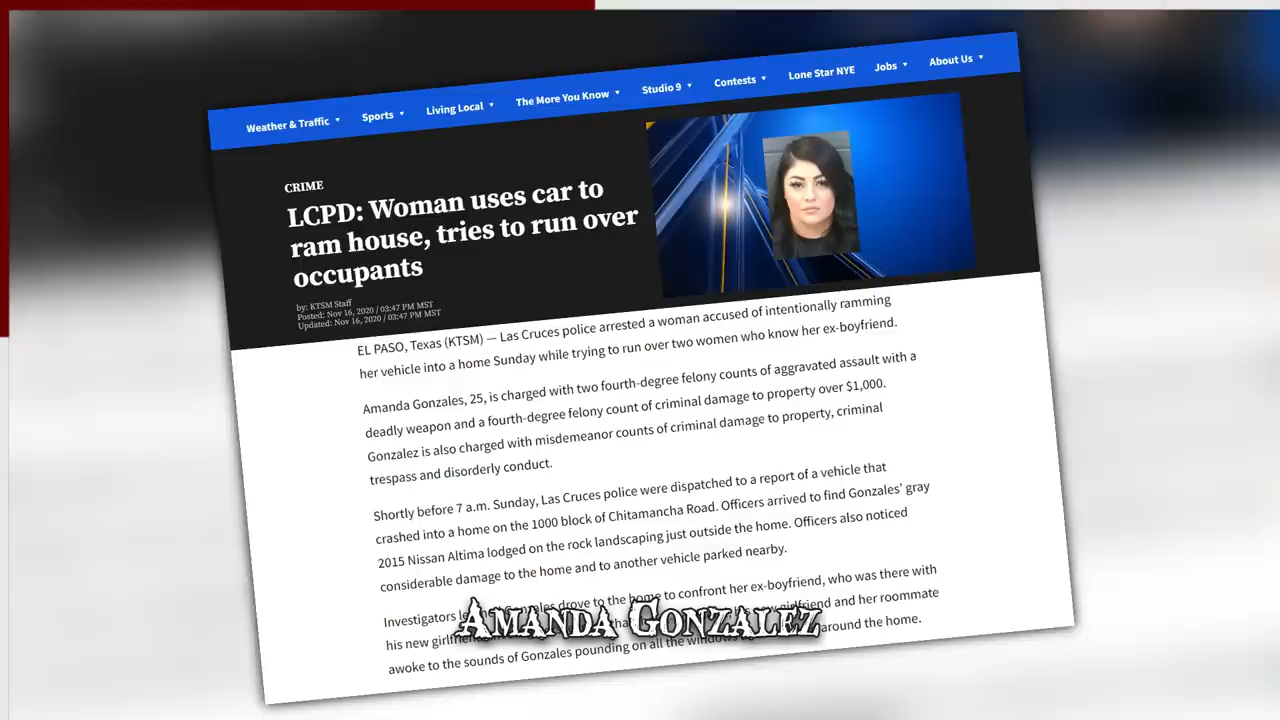 Weather & Traffic Sports Living Local The More You Know Studio 9 Contests Lone Star NYE Jobs About Us
CRIME
LCPD: Woman uses car to
ram house, tries to run over
occupants
by: KTSM Staff
Posted: Nov 16, 2020 / 03:47 PM MST
Updated: Nov 16, 2020 / 03:47 PM MST
EL PASO, Texas (KTSM) — Las Cruces police arrested a woman accused of intentionally ramming
her vehicle into a home Sunday while trying to run over two women who know her ex-boyfriend.
Amanda Gonzales, 25, is charged with two fourth-degree felony counts of aggravated assault with a
deadly weapon and a fourth-degree felony count of criminal damage to property over $1,000.
Gonzalez is also charged with misdemeanor counts of criminal damage to property, criminal
trespass and disorderly conduct.
Shortly before 7 a.m. Sunday, Las Cruces police were dispatched to a report of a vehicle that
crashed into a home on the 1000 block of Chitamancha Road. Officers arrived to find Gonzales’ gray
2015 Nissan Altima lodged on the rock landscaping just outside the home. Officers also noticed
considerable damage to the home and to another vehicle parked nearby.
Investigators drove to the home to confront her ex-boyfriend, who was there with
his new girlfriend and her roommate
awoke to the sounds of Gonzales pounding on all the windows around the home.
Amanda Gonzalez